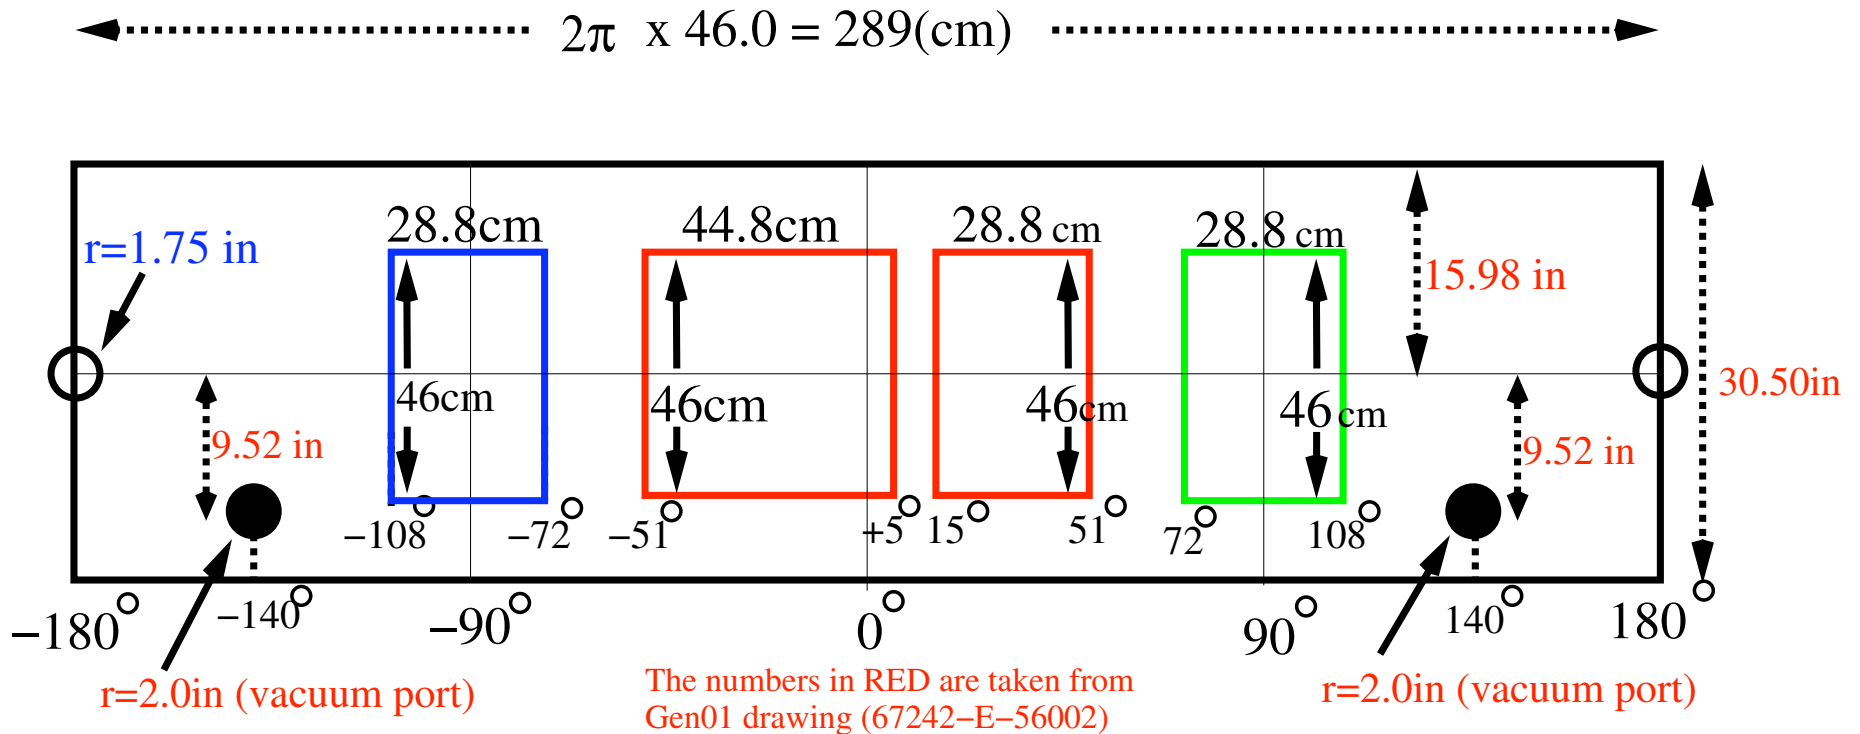 2π x 46.0 = 289(cm)
28.8cm
44.8cm
28.8 cm
28.8 cm
r=1.75 in
15.98 in
46cm
46cm
46cm
46cm
30.50in
9.52 in
9.52 in
−108°
−72°
−51°
+5°
15°
51°
72°
108°
−180°
−140°
−90°
0°
90°
140°
180°
r=2.0in (vacuum port)
The numbers in RED are taken from
Gen01 drawing (67242−E−56002)
r=2.0in (vacuum port)